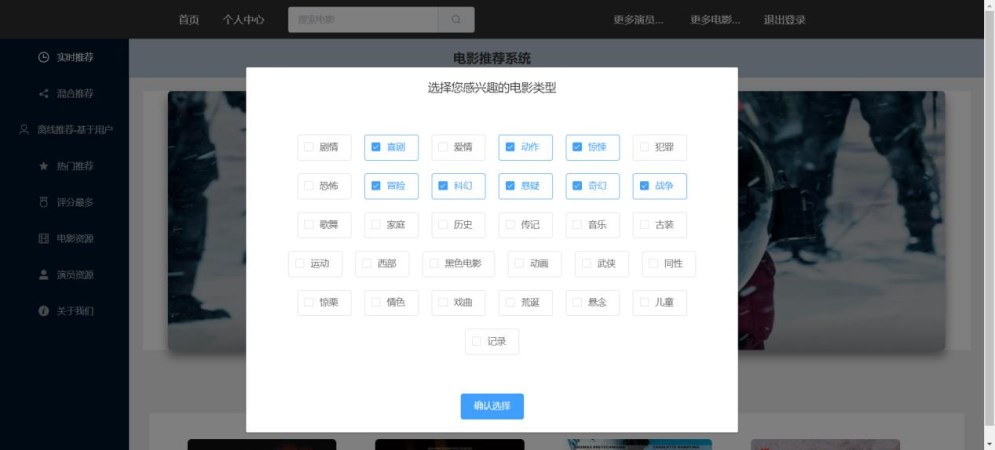 首页 个人中心 搜索电影 更多演员... 更多电影... 退出登录
电影推荐系统
实时推荐
混合推荐
离线推荐-基于用户
热门推荐
评分最多
电影资源
演员资源
关于我们
选择您感兴趣的电影类型
剧情 喜剧 爱情 动作 惊悚 犯罪
恐怖 冒险 科幻 悬疑 奇幻 战争
歌舞 家庭 历史 传记 音乐 古装
运动 西部 黑色电影 动画 武侠 同性
惊栗 情色 戏曲 荒诞 悬念 儿童
记录
确认选择